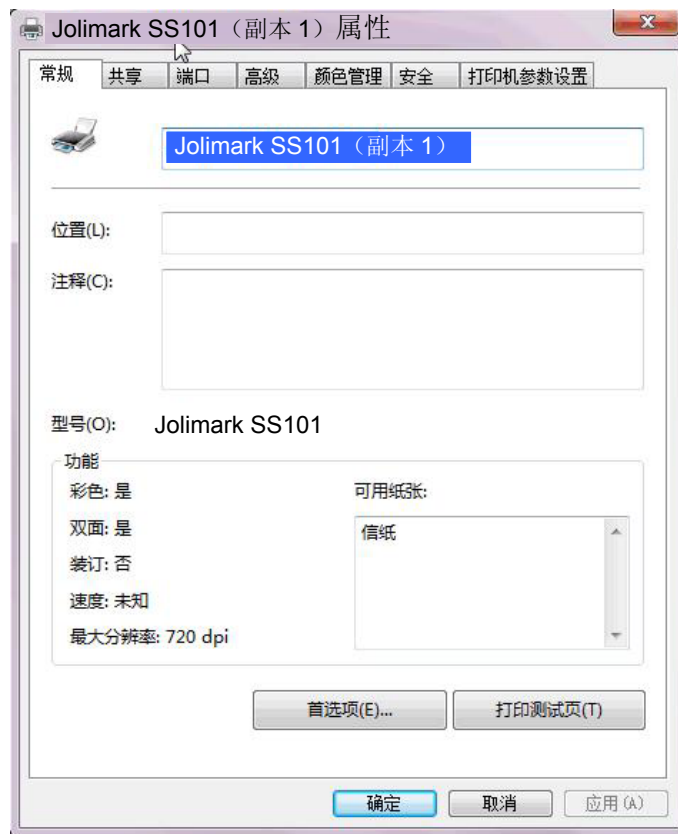 Jolimark SS101（副本 1）属性
常规 共享 端口 高级 颜色管理 安全 打印机参数设置
Jolimark SS101（副本 1）
位置(L):
注释(C):
型号(O): Jolimark SS101
功能
彩色: 是 可用纸张:
双面: 是 信纸
装订: 否
速度: 未知
最大分辨率: 720 dpi
首选项(E)... 打印测试页(T)
确定 取消 应用(A)